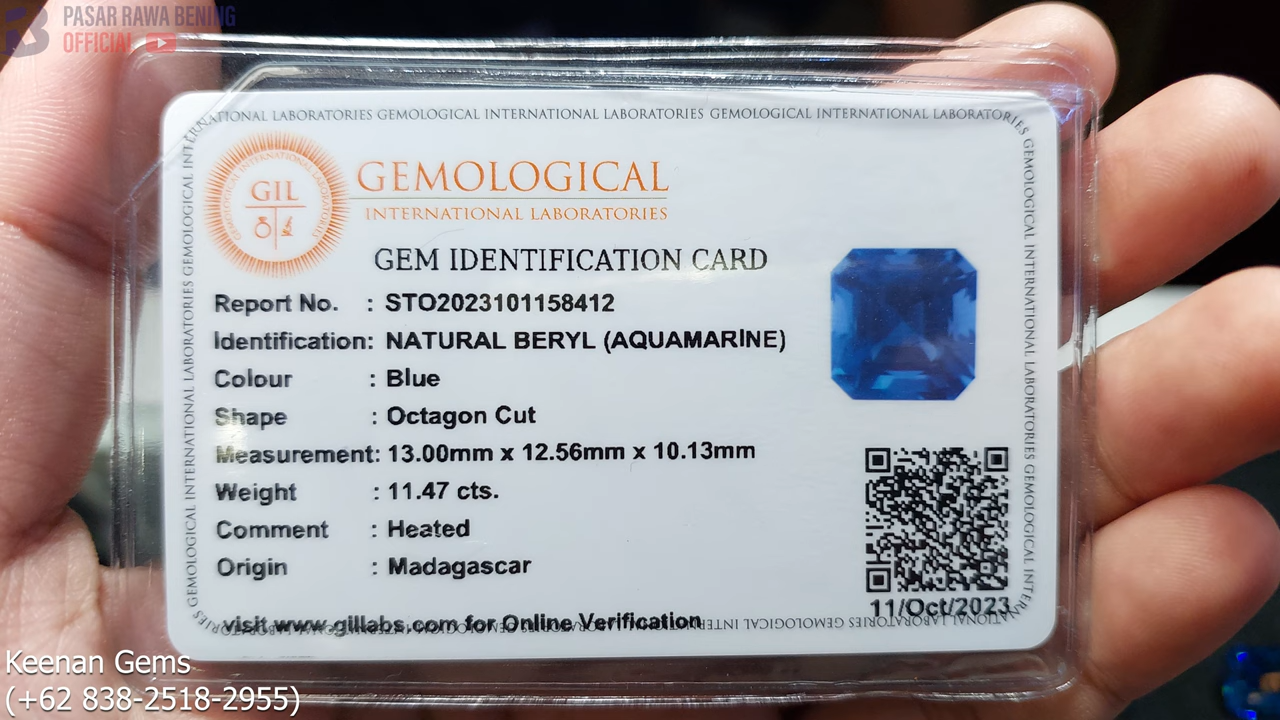 PASAR RAWA BENING
OFFICIAL
GEMOLOGICAL INTERNATIONAL LABORATORIES GEMOLOGICAL INTERNATIONAL LABORATORIES GEMOLOGICAL INTERNATIONAL LABORATORIES
GIL
GEMOLOGICAL INTERNATIONAL LABORATORIES
GEMOLOGICAL
INTERNATIONAL LABORATORIES
GEM IDENTIFICATION CARD
Report No. : STO2023101158412
Identification: NATURAL BERYL (AQUAMARINE)
Colour : Blue
Shape : Octagon Cut
Measurement: 13.00mm x 12.56mm x 10.13mm
Weight : 11.47 cts.
Comment : Heated
Origin : Madagascar
11/Oct/2023
visit www.gillabs.com for Online Verification
Keenan Gems
(+62 838-2518-2955)